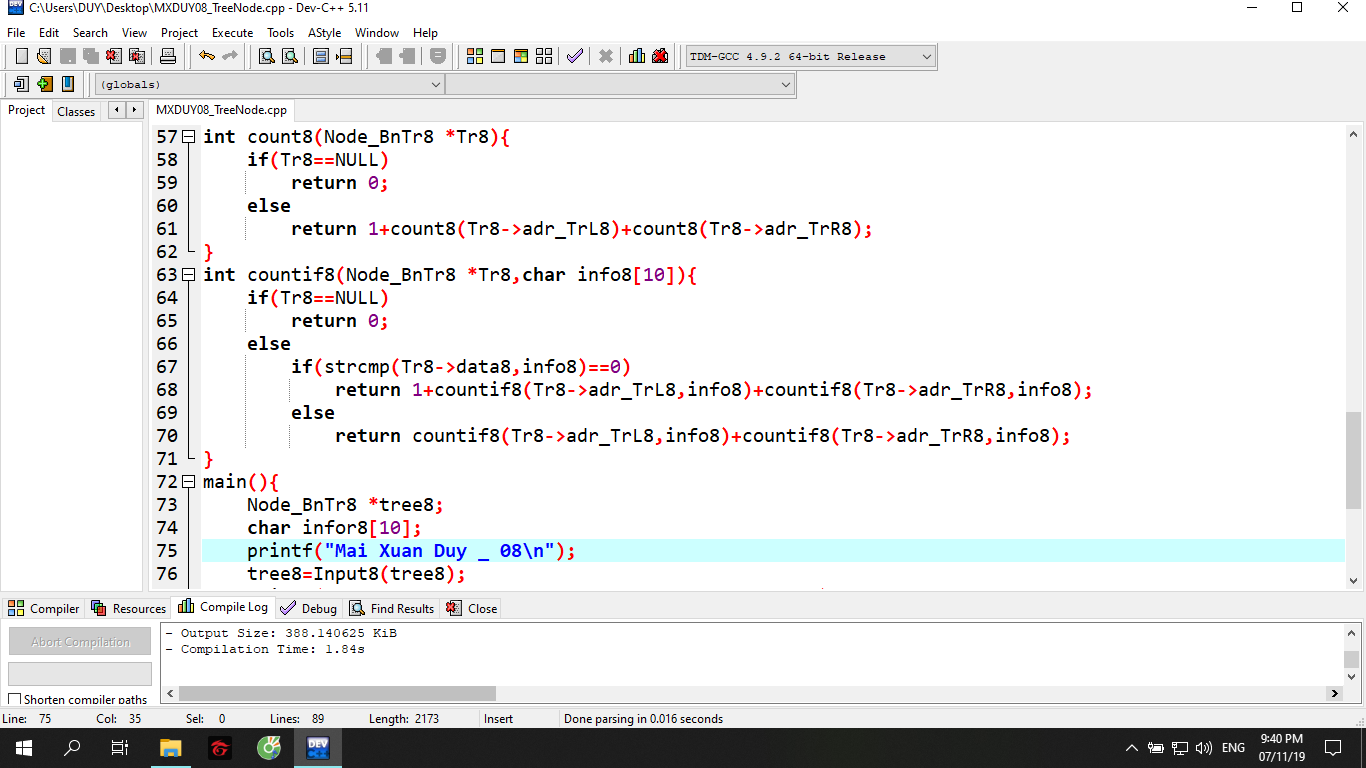 C:\Users\DUY\Desktop\MXDUY08_TreeNode.cpp - Dev-C++ 5.11
File Edit Search View Project Execute Tools AStyle Window Help
TDM-GCC 4.9.2 64-bit Release
(globals)
Project Classes MXDUY08_TreeNode.cpp
57 int count8(Node_BnTr8 *Tr8){
58 if(Tr8==NULL)
59 return 0;
60 else
61 return 1+count8(Tr8->adr_TrL8)+count8(Tr8->adr_TrR8);
62 }
63 int countif8(Node_BnTr8 *Tr8,char info8[10]){
64 if(Tr8==NULL)
65 return 0;
66 else
67 if(strcmp(Tr8->data8,info8)==0)
68 return 1+countif8(Tr8->adr_TrL8,info8)+countif8(Tr8->adr_TrR8,info8);
69 else
70 return countif8(Tr8->adr_TrL8,info8)+countif8(Tr8->adr_TrR8,info8);
71 }
72 main(){
73 Node_BnTr8 *tree8;
74 char infor8[10];
75 printf("Mai Xuan Duy _ 08\n");
76 tree8=Input8(tree8);
Compiler Resources Compile Log Debug Find Results Close
Abort Compilation
- Output Size: 388.140625 KiB
- Compilation Time: 1.84s
Shorten compiler paths
Line: 75 Col: 35 Sel: 0 Lines: 89 Length: 2173 Insert Done parsing in 0.016 seconds
DEV C++
ENG
9:40 PM
07/11/19